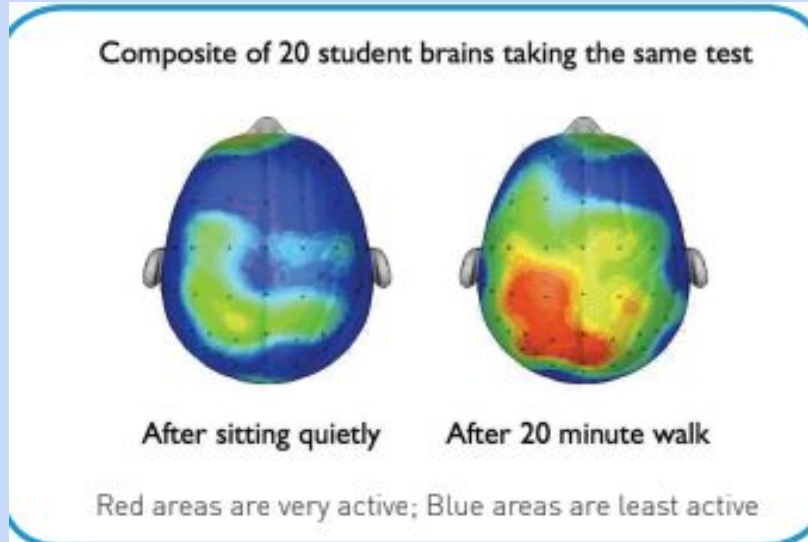 Composite of 20 student brains taking the same test
After sitting quietly
After 20 minute walk
Red areas are very active; Blue areas are least active